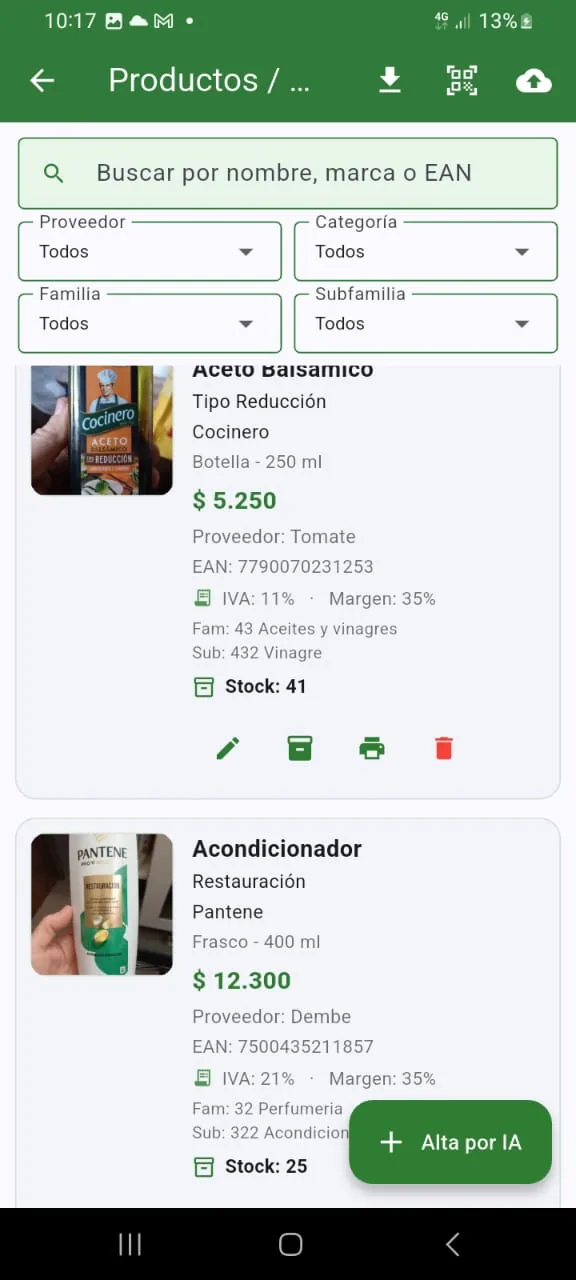 10:17
4G
13%
Productos / ...
Buscar por nombre, marca o EAN
Proveedor
Categoría
Todos
Todos
Familia
Subfamilia
Todos
Todos
Aceto Balsamico
Tipo Reducción
Cocinero
Botella - 250 ml
$ 5.250
Proveedor: Tomate
EAN: 7790070231253
IVA: 11% · Margen: 35%
Fam: 43 Aceites y vinagres
Sub: 432 Vinagre
Stock: 41
Cocinero
ACETO
BALSÁMICO
REDUCCIÓN
Acondicionador
Restauración
Pantene
Frasco - 400 ml
$ 12.300
Proveedor: Dembe
EAN: 7500435211857
IVA: 21% · Margen: 35%
Fam: 32 Perfumeria
Sub: 322 Acondicion
Stock: 25
PANTENE
PRO-V
RESTAURACIÓN
Alta por IA